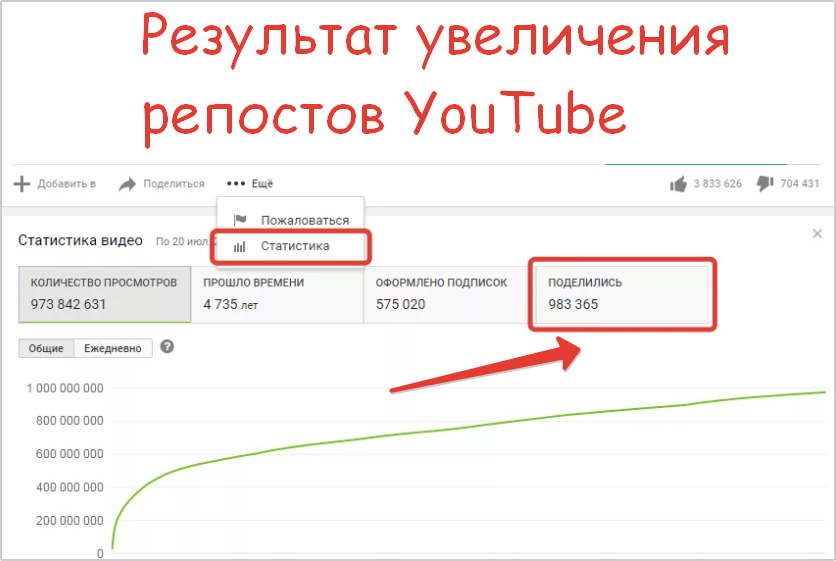 Результат увеличения
репостов YouTube
Добавить в Поделиться Ещё 3 833 626 704 431
Пожаловаться
Статистика видео По 20 июл. Статистика
КОЛИЧЕСТВО ПРОСМОТРОВ ПРОШЛО ВРЕМЕНИ ОФОРМЛЕНО ПОДПИСОК ПОДЕЛИЛИСЬ
973 842 631 4 735 лет 575 020 983 365
Общие Ежедневно ?
1 000 000 000
800 000 000
600 000 000
400 000 000
200 000 000
0